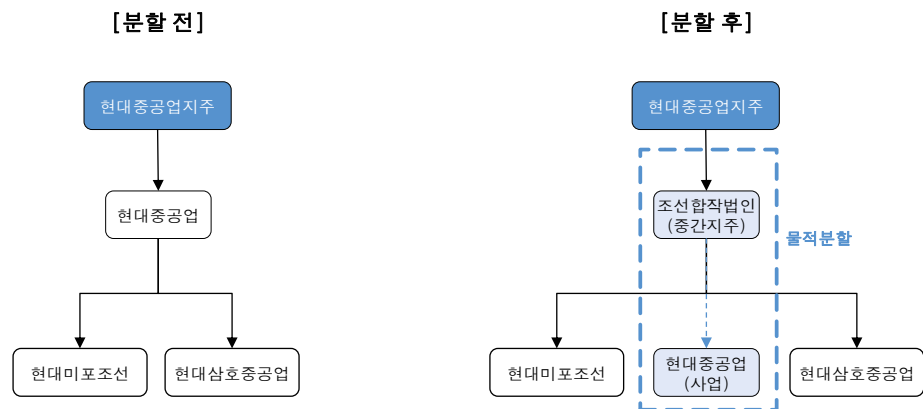 [분할 전]
현대중공업지주
현대중공업
현대미포조선
현대삼호중공업
[분할 후]
현대중공업지주
조선합작법인
(중간지주)
물적분할
현대미포조선
현대중공업
(사업)
현대삼호중공업